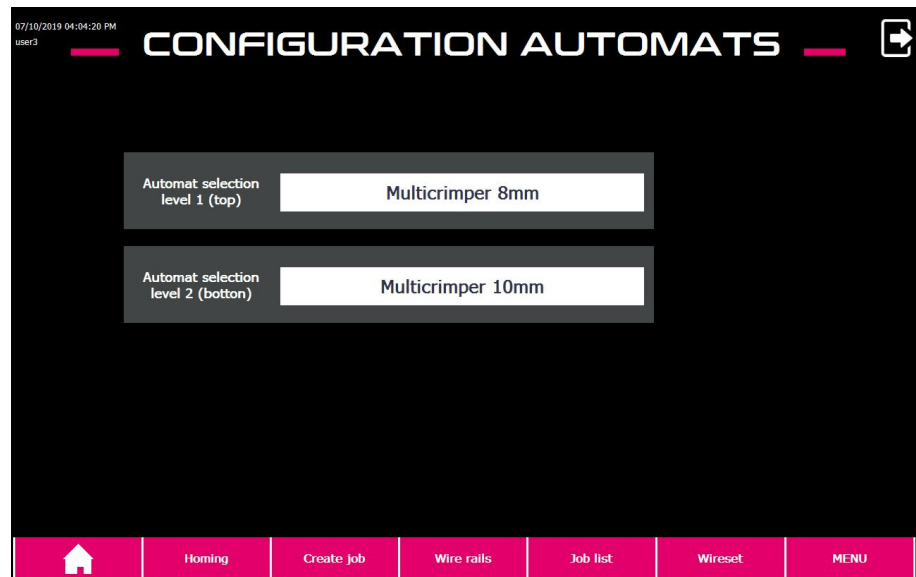 07/10/2019 04:04:20 PM
user3
CONFIGURATION AUTOMATS
Automat selection
level 1 (top)
Multicrimper 8mm
Automat selection
level 2 (botton)
Multicrimper 10mm
Homing
Create job
Wire rails
Job list
Wireset
MENU